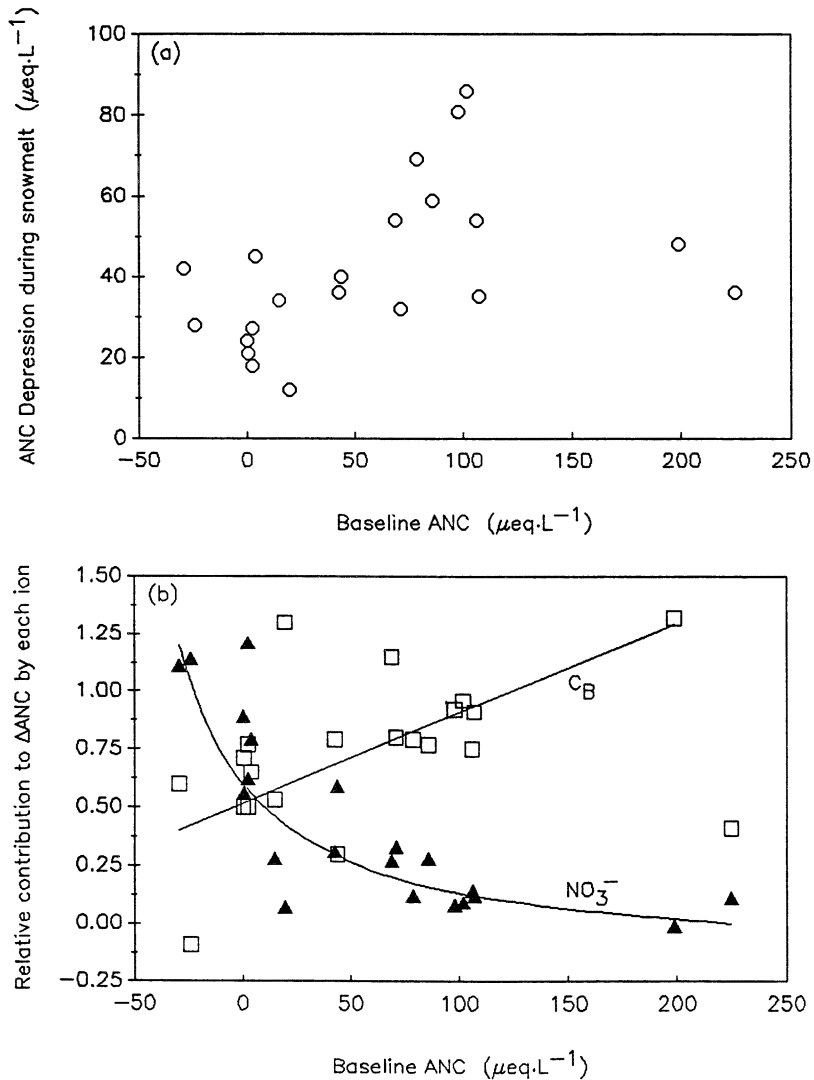 (a)
ANC Depression during snowmelt (μeq·L⁻¹)
100
80
60
40
20
0
−50 0 50 100 150 200 250
Baseline ANC (μeq·L⁻¹)
(b)
Relative contribution to ΔANC by each ion
1.50
1.25
1.00
0.75
0.50
0.25
0.00
−0.25
C_B
NO₃⁻
−50 0 50 100 150 200 250
Baseline ANC (μeq·L⁻¹)